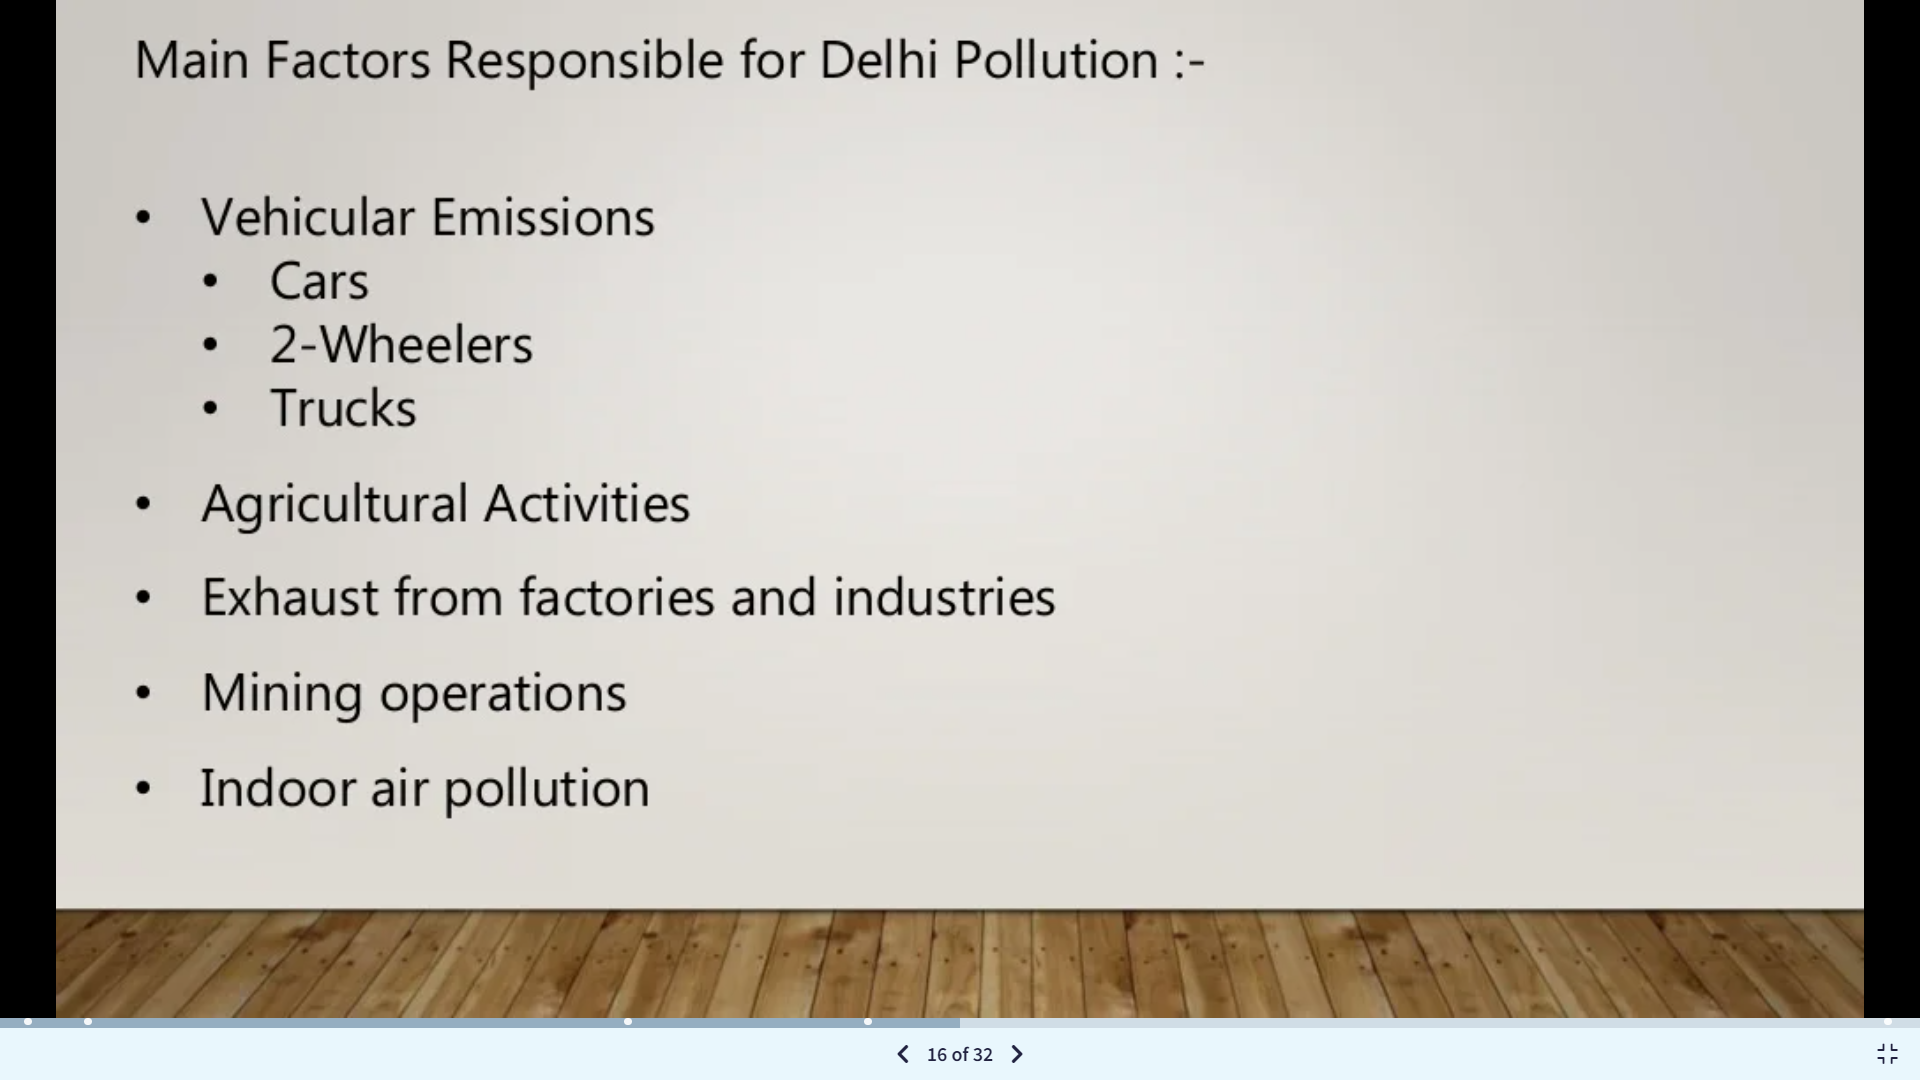 Main Factors Responsible for Delhi Pollution :-
• Vehicular Emissions
• Cars
• 2-Wheelers
• Trucks
• Agricultural Activities
• Exhaust from factories and industries
• Mining operations
• Indoor air pollution
16 of 32